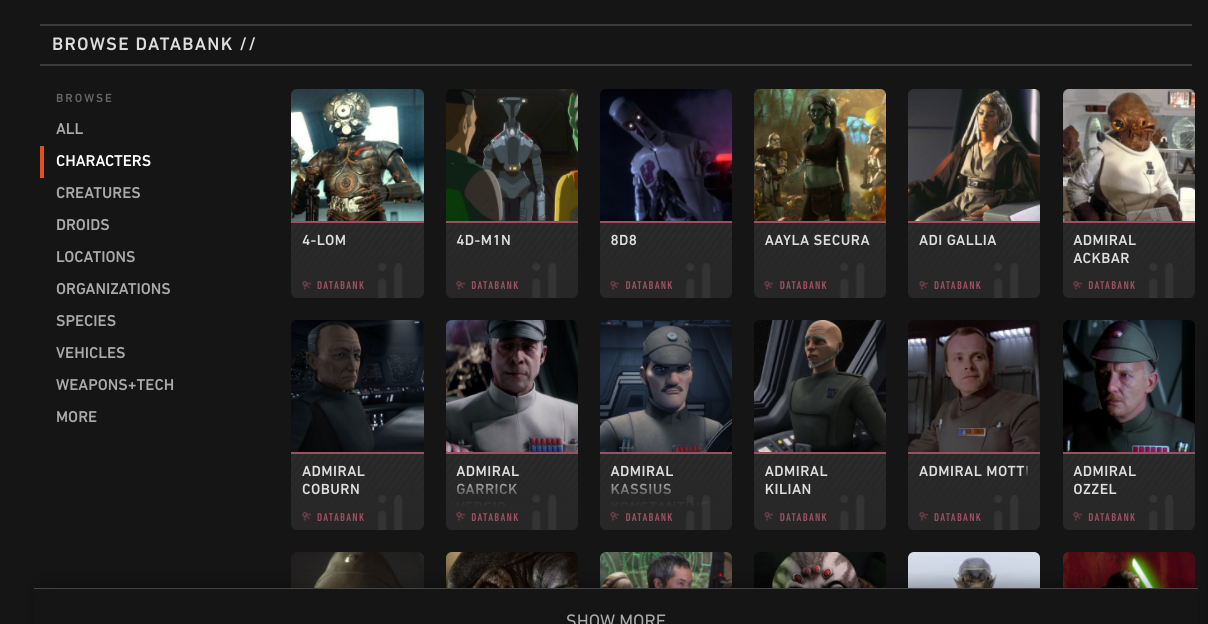 BROWSE DATABANK //
BROWSE
ALL
CHARACTERS
CREATURES
DROIDS
LOCATIONS
ORGANIZATIONS
SPECIES
VEHICLES
WEAPONS+TECH
MORE
4-LOM
DATABANK
4D-M1N
DATABANK
8D8
DATABANK
AAYLA SECURA
DATABANK
ADI GALLIA
DATABANK
ADMIRAL
ACKBAR
DATABANK
ADMIRAL
COBURN
DATABANK
ADMIRAL
GARRICK
DATABANK
ADMIRAL
KASSIUS
DATABANK
ADMIRAL
KILIAN
DATABANK
ADMIRAL MOTTI
DATABANK
ADMIRAL
OZZEL
DATABANK
SHOW MORE